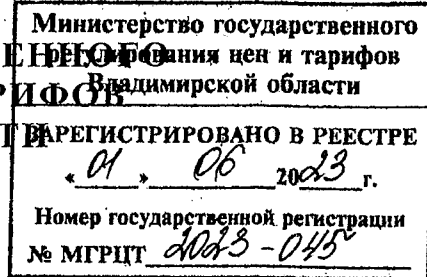 Министерство государственного
регулирования цен и тарифов
Владимирской области
ЗАРЕГИСТРИРОВАНО В РЕЕСТРЕ
« 01 » 06 2023 г.
Номер государственной регистрации
№ МГРЦТ 2023-045